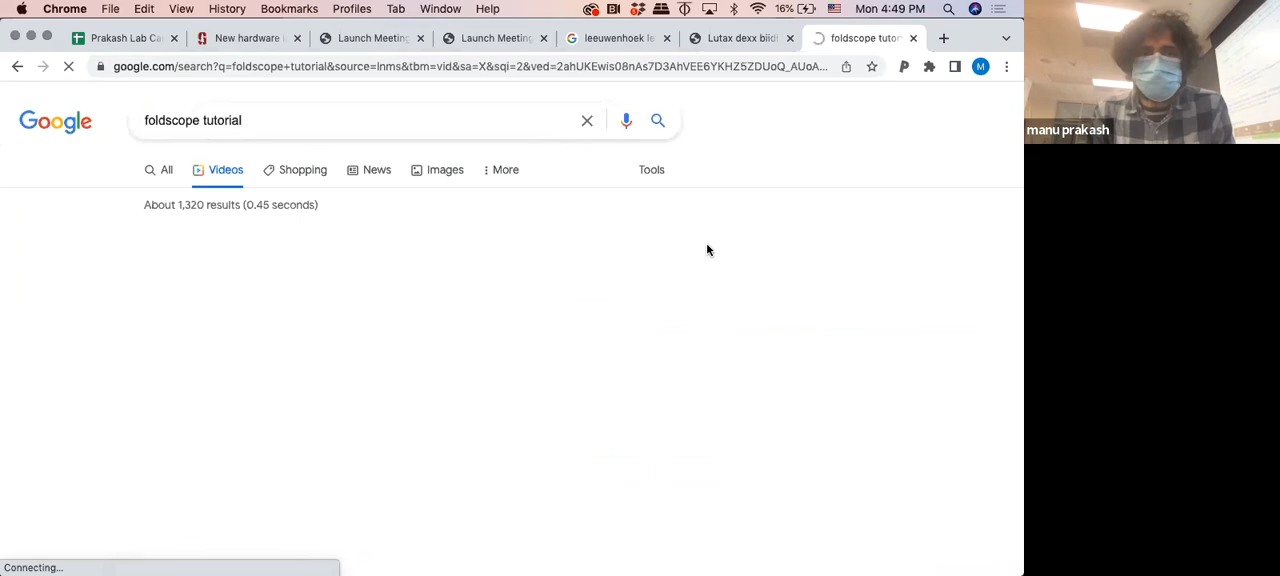 Chrome File Edit View History Bookmarks Profiles Tab Window Help 16% Mon 4:49 PM
Prakash Lab Ca New hardware Launch Meeting Launch Meeting leeuwenhoek le Lutax dexx biid! foldscope tutor
google.com/search?q=foldscope+tutorial&source=lnms&tbm=vid&sa=X&sqi=2&ved=2ahUKEwis08nAs7D3AhVEE6YKHZ5ZDUoQ_AUoA... M
Google foldscope tutorial
All Videos Shopping News Images More Tools
About 1,320 results (0.45 seconds)
Connecting...
manu prakash